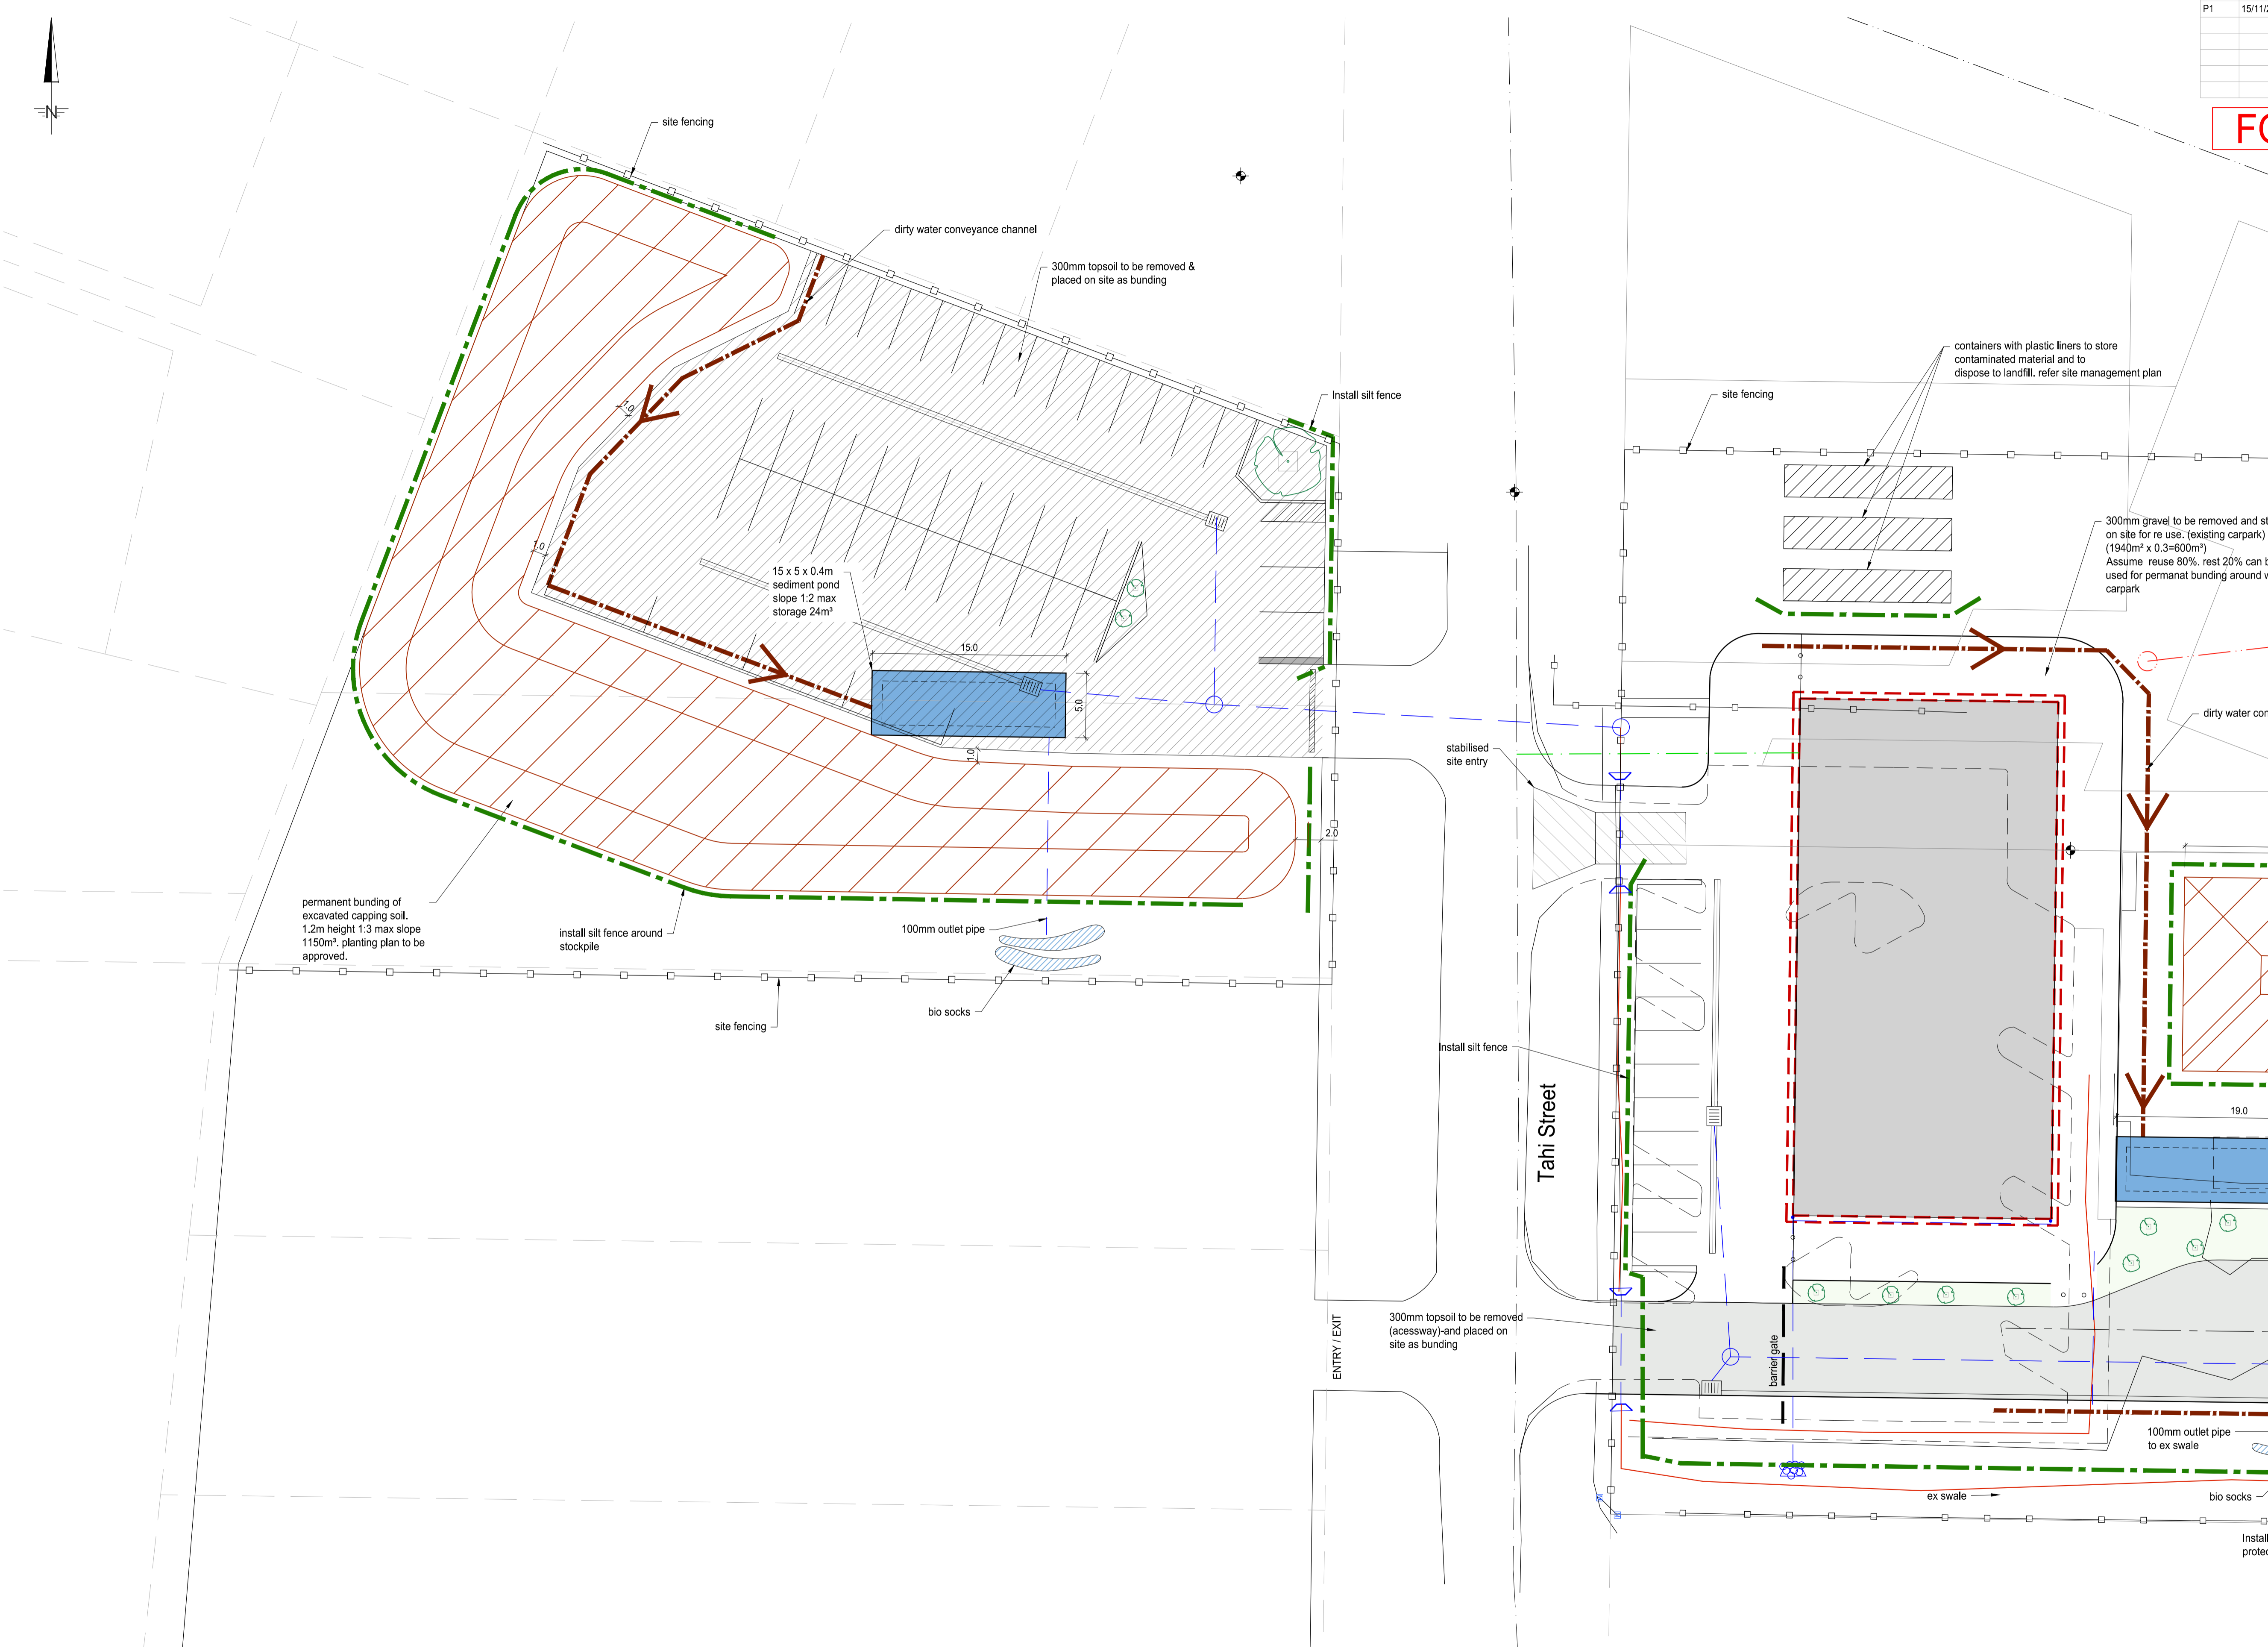 P1 15/11/2
FO
N
site fencing
dirty water conveyance channel
300mm topsoil to be removed &
placed on site as bunding
Install silt fence
containers with plastic liners to store
contaminated material and to
dispose to landfill. refer site management plan
site fencing
1.0
1.0
300mm gravel to be removed and st
on site for re use. (existing carpark)
(1940m² x 0.3=600m³)
Assume reuse 80%. rest 20% can b
used for permanat bunding around w
carpark
15 x 5 x 0.4m
sediment pond
slope 1:2 max
storage 24m³
15.0
5.0
1.0
dirty water con
stabilised
site entry
2.0
permanent bunding of
excavated capping soil.
1.2m height 1:3 max slope
1150m³. planting plan to be
approved.
install silt fence around
stockpile
100mm outlet pipe
bio socks
site fencing
Install silt fence
Tahi Street
19.0
300mm topsoil to be removed
(acessway)-and placed on
site as bunding
ENTRY / EXIT
barrier gate
100mm outlet pipe
to ex swale
ex swale
bio socks
Install
protec